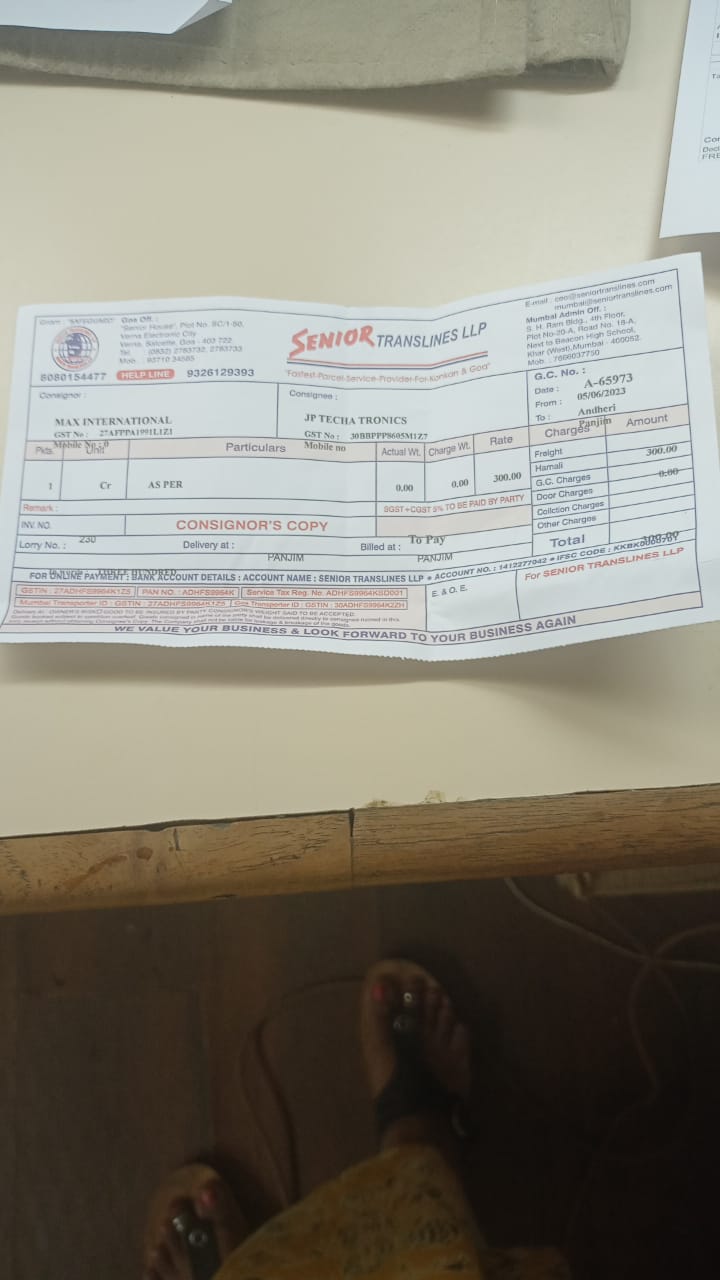 Gram : "SAFEGUARD"
Goa Off. :
"Senior House", Plot No. SC/1-50,
Verna Electronic City
Verna, Salcette, Goa - 403 722.
Tel. : (0832) 2783732, 2783733
Mob. : 93710 34585
8080154477 HELP LINE 9326129393
SENIOR TRANSLINES LLP
"Fastest-Parcel-Service-Provider-For-Konkan & Goa"
E-mail : ceo@seniortranslines.com
mumbai@seniortranslines.com
Mumbai Admin Off. :
S. H. Ram Bldg., 4th Floor,
Plot No-20-A, Road No. 18-A,
Next to Beacon High School,
Khar (West),Mumbai - 400052.
Mob. : 7666037750
Consignor :
MAX INTERNATIONAL
GST No : 27AFPPA1991L1Z1
Mobile No : 0
Consignee :
JP TECHA TRONICS
GST No : 30BBPPP8605M1Z7
Mobile no
G.C. No. :
A-65973
Date : 05/06/2023
From : Andheri
To : Panjim
Pkts. Unit Particulars Actual Wt. Charge Wt. Rate Charges Amount
1 Cr AS PER 0.00 0.00 300.00
Freight 300.00
Hamali
G.C. Charges 0.00
Door Charges
Collction Charges
Other Charges
Total 300.00
Remark :
SGST+CGST 5% TO BE PAID BY PARTY
INV. NO.
CONSIGNOR'S COPY
Lorry No. : 230 Delivery at : PANJIM Billed at : To Pay
PANJIM
THREE HUNDRED
FOR ONLINE PAYMENT : BANK ACCOUNT DETAILS : ACCOUNT NAME : SENIOR TRANSLINES LLP • ACCOUNT NO. : 1412277042 • IFSC CODE :
GSTIN : 27ADHFS9964K1ZS PAN NO. : ADHFS9964K Service Tax Reg. No. ADHFS9964KSD001
Mumbai Transporter ID : GSTIN : 27ADHFS9964K1ZS Goa Transporter ID : GSTIN : 30ADHFS9964K2ZH
E. & O. E.
For SENIOR TRANSLINES LLP
WE VALUE YOUR BUSINESS & LOOK FORWARD TO YOUR BUSINESS AGAIN